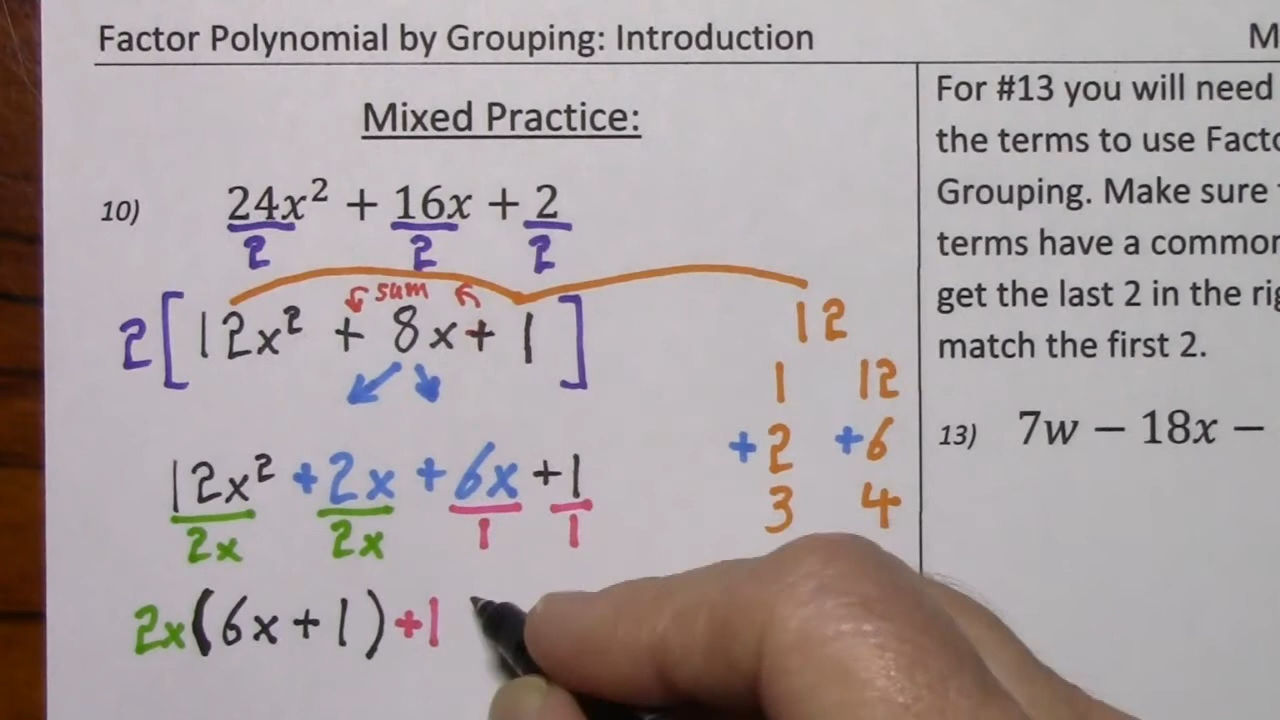 Factor Polynomial by Grouping: Introduction
M
Mixed Practice:
10) 24x² + 16x + 2
2 2 2
sum
2[12x² + 8x + 1]
12
1 12
+2 +6
3 4
12x² +2x +6x +1
2x 2x 1 1
2x(6x+1) +1
For #13 you will need
the terms to use Facto
Grouping. Make sure
terms have a common
get the last 2 in the rig
match the first 2.
13) 7w − 18x −